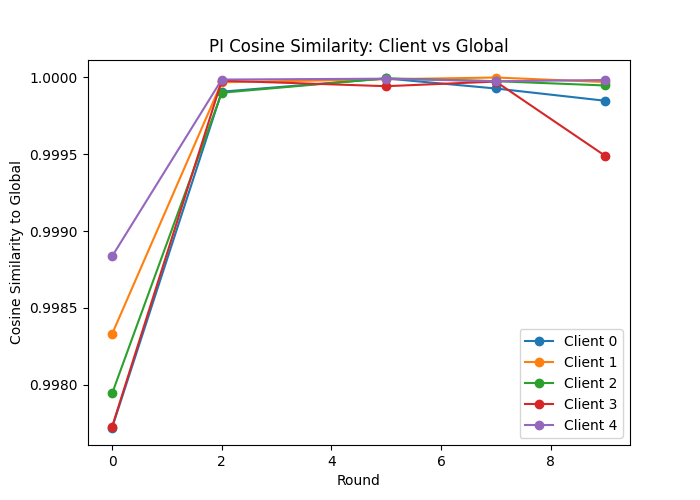 PI Cosine Similarity: Client vs Global
Cosine Similarity to Global
1.0000
0.9995
0.9990
0.9985
0.9980
0
2
4
6
8
Round
Client 0
Client 1
Client 2
Client 3
Client 4